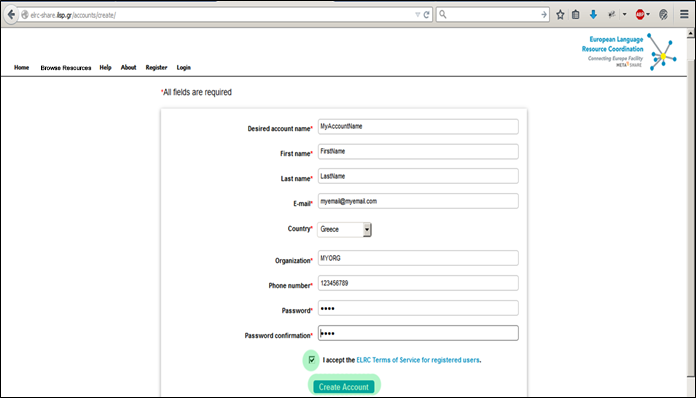 elrc-share.ilsp.gr/accounts/create/
ABP
European Language
Resource Coordination
Connecting Europe Facility
META SHARE
Home Browse Resources Help About Register Login
*All fields are required
Desired account name* MyAccountName
First name* FirstName
Last name* LastName
E-mail* myemail@myemail.com
Country* Greece
Organization* MYORG
Phone number* 123456789
Password* ••••
Password confirmation* ••••
I accept the ELRC Terms of Service for registered users.
Create Account